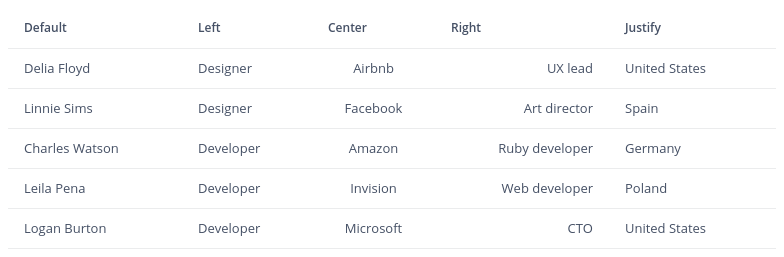 Default Left Center Right Justify
Delia Floyd Designer Airbnb UX lead United States
Linnie Sims Designer Facebook Art director Spain
Charles Watson Developer Amazon Ruby developer Germany
Leila Pena Developer Invision Web developer Poland
Logan Burton Developer Microsoft CTO United States